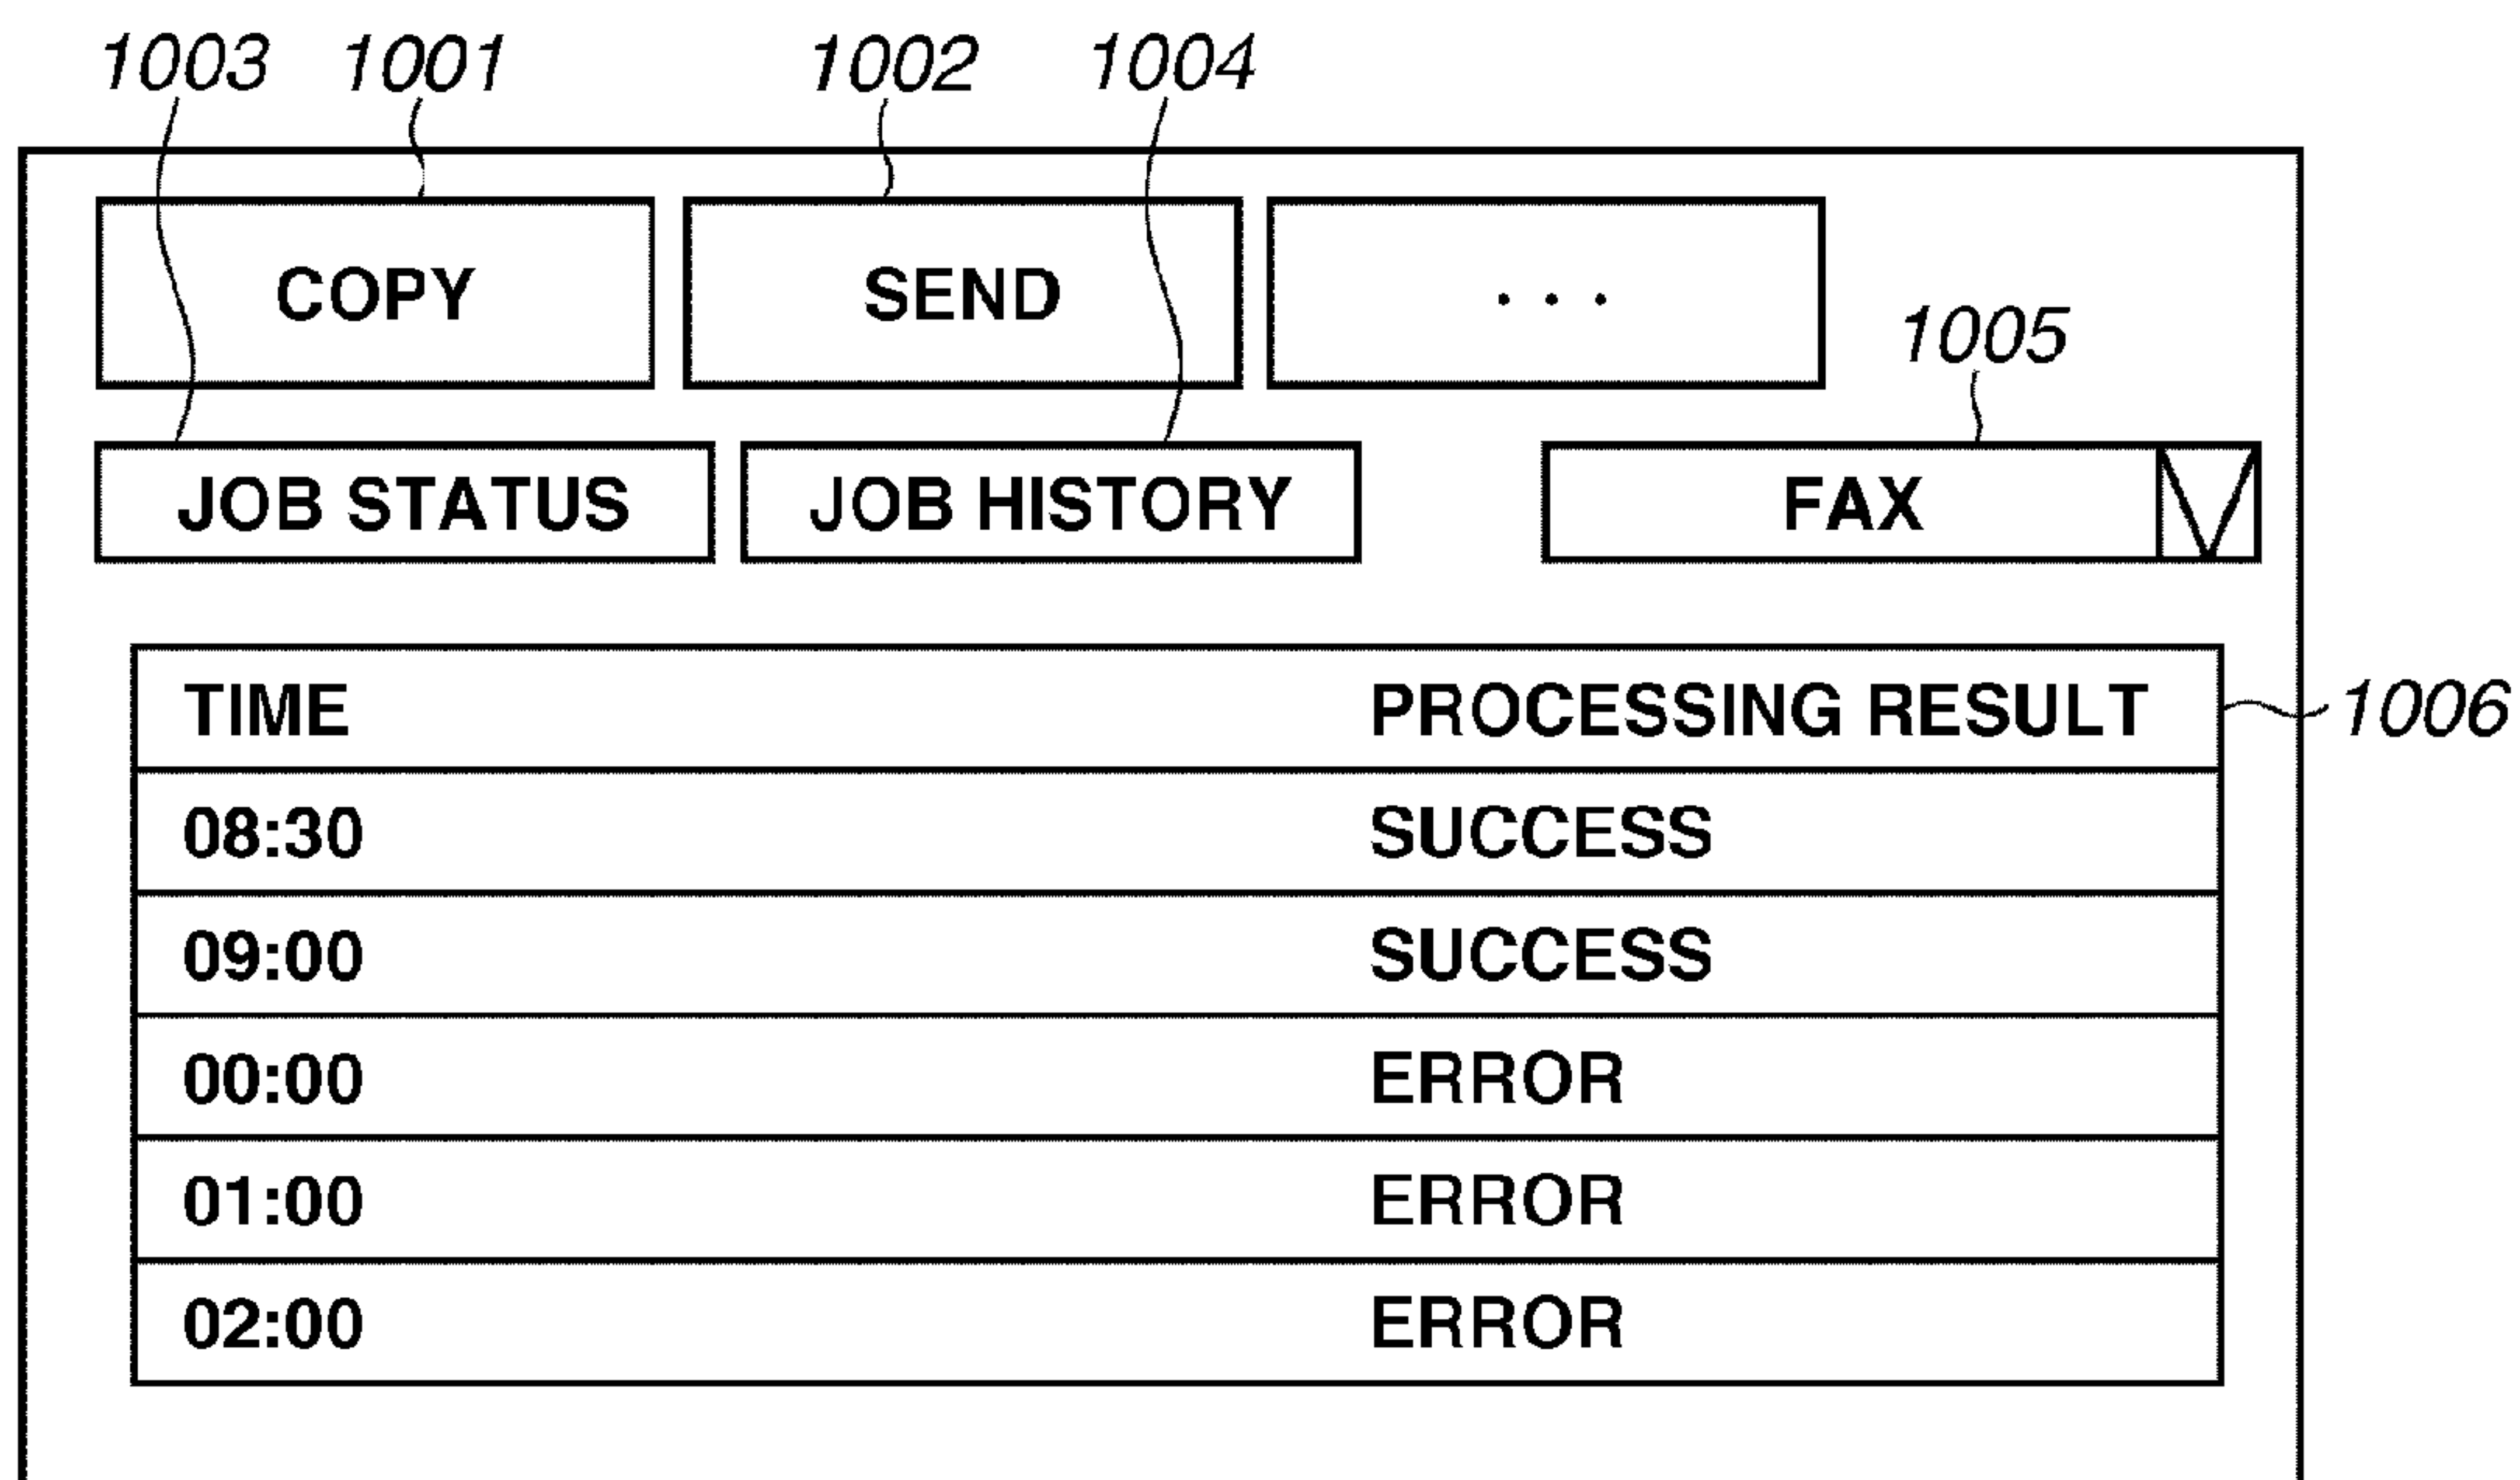 1003 1001 1002 1004
COPY SEND . . .
1005
JOB STATUS JOB HISTORY FAX
TIME PROCESSING RESULT 1006
08:30 SUCCESS
09:00 SUCCESS
00:00 ERROR
01:00 ERROR
02:00 ERROR